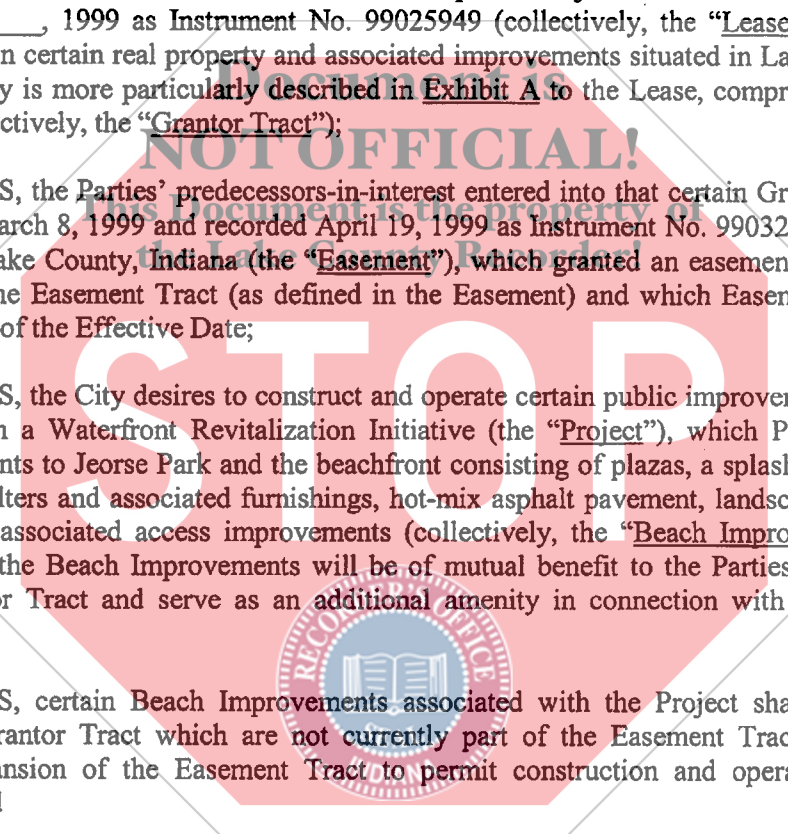 ___, 1999 as Instrument No. 99025949 (collectively, the “Lease
n certain real property and associated improvements situated in La
y is more particularly described in Exhibit A to the Lease, compr
ctively, the “Grantor Tract”);
Document is
NOT OFFICIAL!
This Document is the property of
the Lake County Recorder!
S, the Parties’ predecessors-in-interest entered into that certain Gr
arch 8, 1999 and recorded April 19, 1999 as Instrument No. 99032
ake County, Indiana (the “Easement”), which granted an easemen
ne Easement Tract (as defined in the Easement) and which Easen
of the Effective Date;
STOP
S, the City desires to construct and operate certain public improver
n a Waterfront Revitalization Initiative (the “Project”), which P
nts to Jeorse Park and the beachfront consisting of plazas, a splash
lters and associated furnishings, hot-mix asphalt pavement, landsc
associated access improvements (collectively, the “Beach Impro
the Beach Improvements will be of mutual benefit to the Parties
or Tract and serve as an additional amenity in connection with
RECORDER'S OFFICE
SEAL
INDIANA
S, certain Beach Improvements associated with the Project sha
rantor Tract which are not currently part of the Easement Trac
ansion of the Easement Tract to permit construction and opera